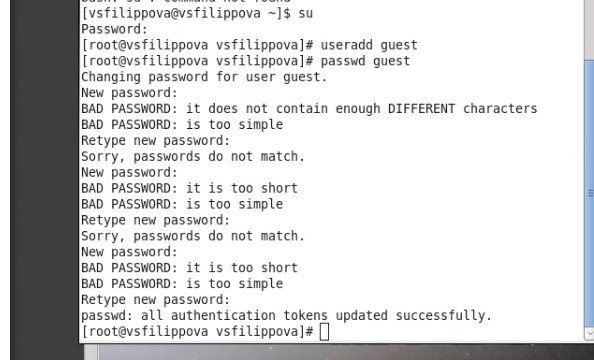 [vsfilippova@vsfilippova ~]$ su
Password:
[root@vsfilippova vsfilippova]# useradd guest
[root@vsfilippova vsfilippova]# passwd guest
Changing password for user guest.
New password:
BAD PASSWORD: it does not contain enough DIFFERENT characters
BAD PASSWORD: is too simple
Retype new password:
Sorry, passwords do not match.
New password:
BAD PASSWORD: it is too short
BAD PASSWORD: is too simple
Retype new password:
Sorry, passwords do not match.
New password:
BAD PASSWORD: it is too short
BAD PASSWORD: is too simple
Retype new password:
passwd: all authentication tokens updated successfully.
[root@vsfilippova vsfilippova]#